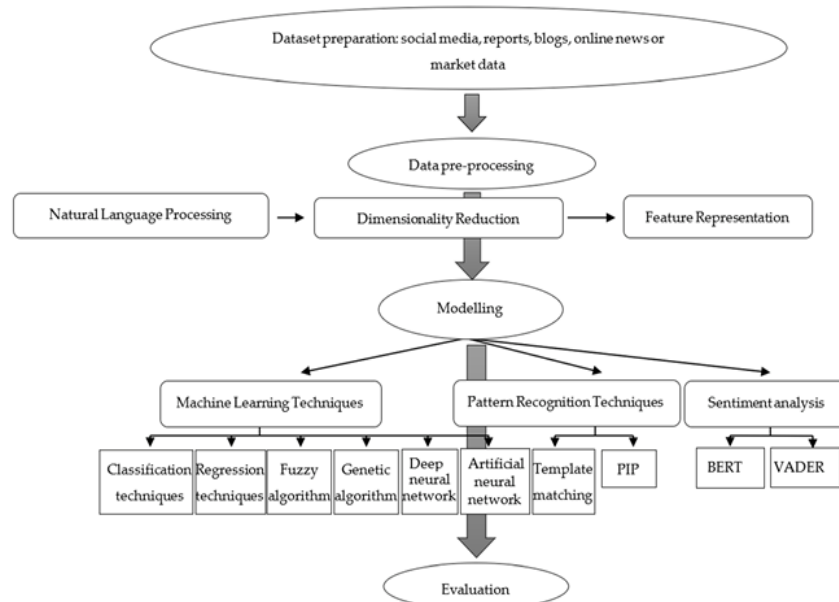 Dataset preparation: social media, reports, blogs, online news or
market data
Data pre-processing
Natural Language Processing
Dimensionality Reduction
Feature Representation
Modelling
Machine Learning Techniques
Pattern Recognition Techniques
Sentiment analysis
Classification
techniques
Regression
techniques
Fuzzy
algorithm
Genetic
algorithm
Deep
neural
network
Artificial
neural
network
Template
matching
PIP
BERT
VADER
Evaluation